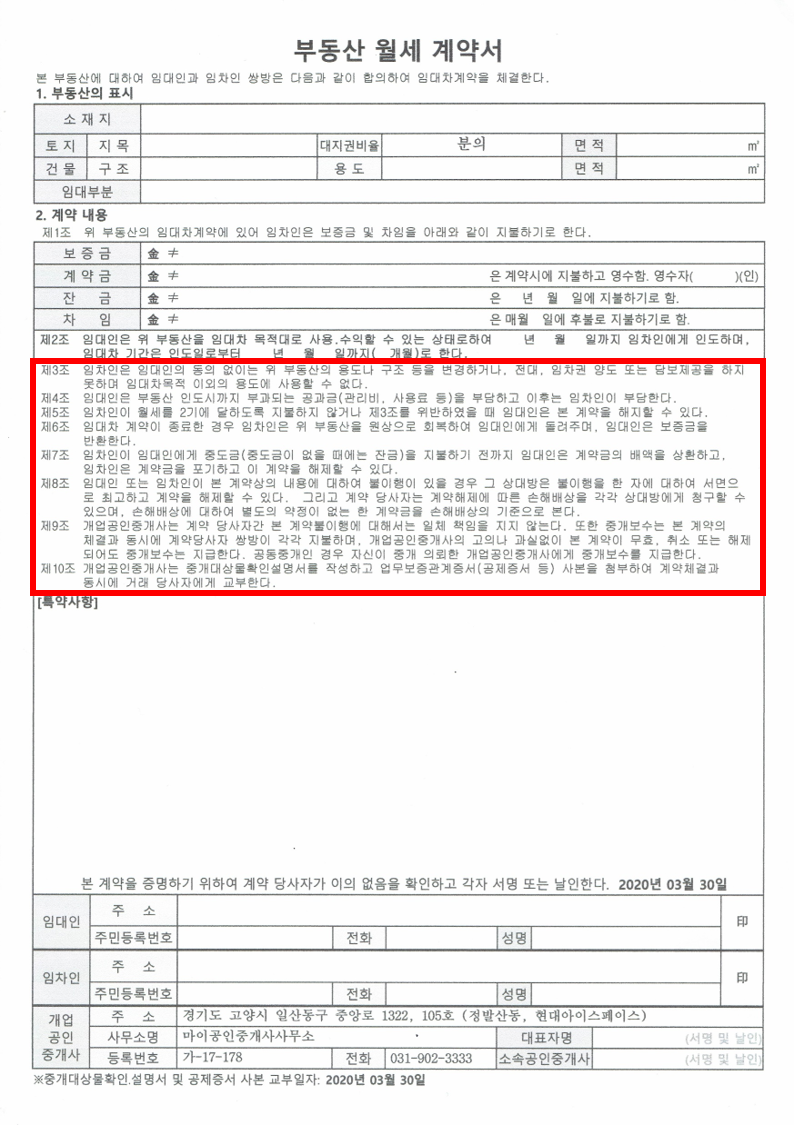 부동산 월세 계약서
본 부동산에 대하여 임대인과 임차인 쌍방은 다음과 같이 합의하여 임대차계약을 체결한다.
1. 부동산의 표시
소 재 지
토 지 지 목 대지권비율 분의 면 적 ㎡
건 물 구 조 용 도 면 적 ㎡
임대부분
2. 계약 내용
제1조 위 부동산의 임대차계약에 있어 임차인은 보증금 및 차임을 아래와 같이 지불하기로 한다.
보 증 금 金 ≠
계 약 금 金 ≠ 은 계약시에 지불하고 영수함. 영수자( )(인)
잔 금 金 ≠ 은 년 월 일에 지불하기로 함.
차 임 金 ≠ 은 매월 일에 후불로 지불하기로 함.
제2조 임대인은 위 부동산을 임대차 목적대로 사용.수익할 수 있는 상태로하여 년 월 일까지 임차인에게 인도하며,
임대차 기간은 인도일로부터 년 월 일까지( 개월)로 한다.
제3조 임차인은 임대인의 동의 없이는 위 부동산의 용도나 구조 등을 변경하거나, 전대, 임차권 양도 또는 담보제공을 하지
못하며 임대차목적 이외의 용도에 사용할 수 없다.
제4조 임대인은 부동산 인도시까지 부과되는 공과금(관리비, 사용료 등)을 부담하고 이후는 임차인이 부담한다.
제5조 임차인이 월세를 2기에 달하도록 지불하지 않거나 제3조를 위반하였을 때 임대인은 본 계약을 해지할 수 있다.
제6조 임대차 계약이 종료한 경우 임차인은 위 부동산을 원상으로 회복하여 임대인에게 돌려주며, 임대인은 보증금을
반환한다.
제7조 임차인이 임대인에게 중도금(중도금이 없을 때에는 잔금)을 지불하기 전까지 임대인은 계약금의 배액을 상환하고,
임차인은 계약금을 포기하고 이 계약을 해제할 수 있다.
제8조 임대인 또는 임차인이 본 계약상의 내용에 대하여 불이행이 있을 경우 그 상대방은 불이행을 한 자에 대하여 서면으
로 최고하고 계약을 해제할 수 있다. 그리고 계약 당사자는 계약해제에 따른 손해배상을 각각 상대방에게 청구할 수
있으며, 손해배상에 대하여 별도의 약정이 없는 한 계약금을 손해배상의 기준으로 본다.
제9조 개업공인중개사는 계약 당사자간 본 계약불이행에 대해서는 일체 책임을 지지 않는다. 또한 중개보수는 본 계약의
체결과 동시에 계약당사자 쌍방이 각각 지불하며, 개업공인중개사의 고의나 과실없이 본 계약이 무효, 취소 또는 해제
되어도 중개보수는 지급한다. 공동중개인 경우 자신이 중개 의뢰한 개업공인중개사에게 중개보수를 지급한다.
제10조 개업공인중개사는 중개대상물확인설명서를 작성하고 업무보증관계증서(공제증서 등) 사본을 첨부하여 계약체결과
동시에 거래 당사자에게 교부한다.
[특약사항]
본 계약을 증명하기 위하여 계약 당사자가 이의 없음을 확인하고 각자 서명 또는 날인한다. 2020년 03월 30일
임대인 주 소 印
주민등록번호 전화 성명
임차인 주 소 印
주민등록번호 전화 성명
개업 공인 중개사 주 소 경기도 고양시 일산동구 중앙로 1322, 105호 (정발산동, 현대아이스페이스)
사무소명 마이공인중개사사무소 대표자명 (서명 및 날인)
등록번호 가-17-178 전화 031-902-3333 소속공인중개사 (서명 및 날인)
※중개대상물확인.설명서 및 공제증서 사본 교부일자: 2020년 03월 30일